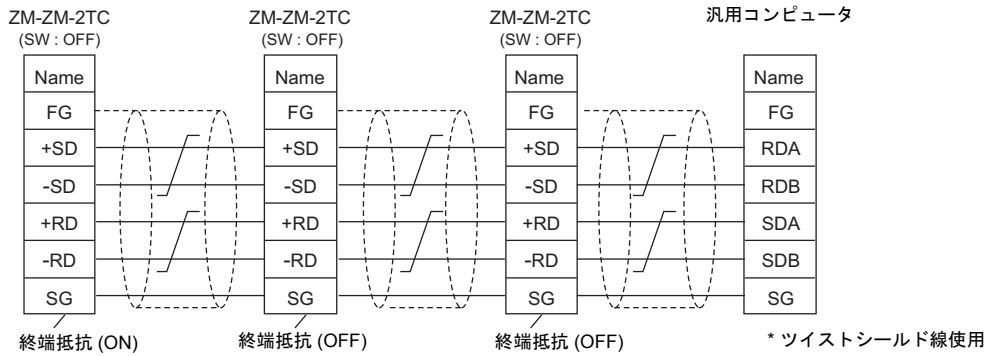 ZM-ZM-2TC ZM-ZM-2TC ZM-ZM-2TC 汎用コンピュータ
(SW : OFF) (SW : OFF) (SW : OFF)
Name Name Name Name
FG FG FG FG
+SD +SD +SD RDA
-SD -SD -SD RDB
+RD +RD +RD SDA
-RD -RD -RD SDB
SG SG SG SG
終端抵抗 (ON) 終端抵抗 (OFF) 終端抵抗 (OFF) * ツイストシールド線使用